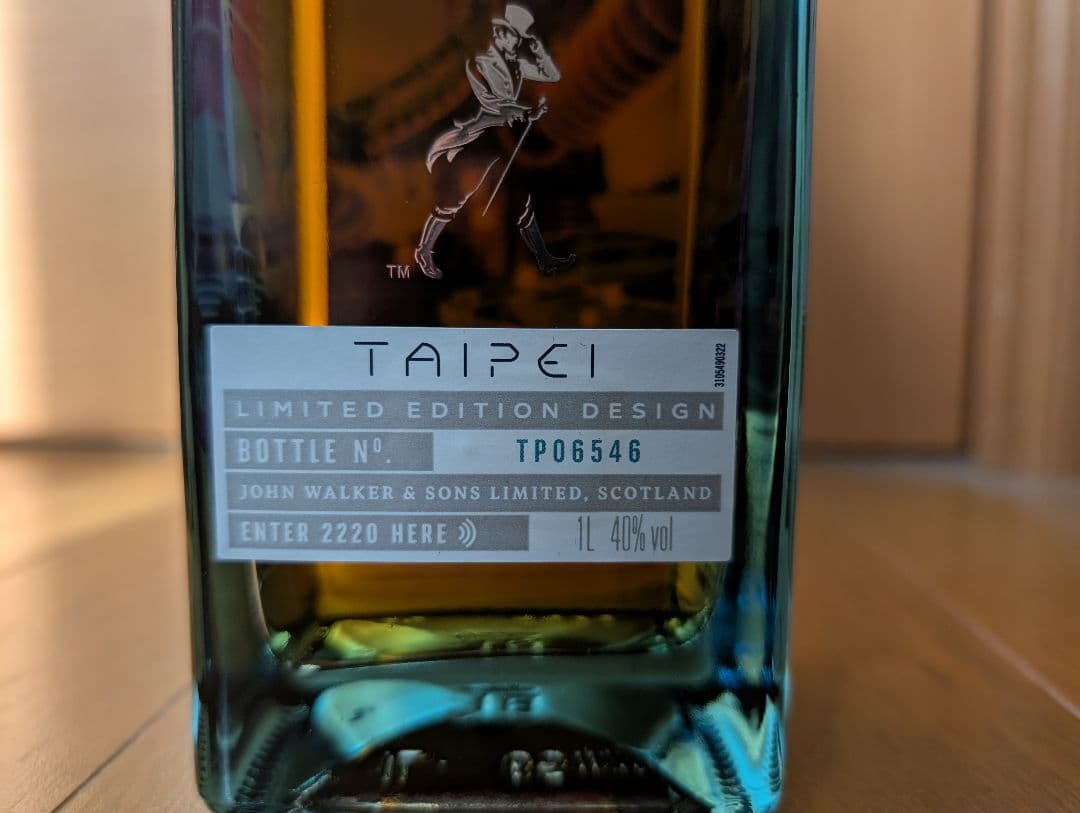 TM
TAIPEI
3105490322
LIMITED EDITION DESIGN
BOTTLE Nº. TP06546
JOHN WALKER & SONS LIMITED, SCOTLAND
ENTER 2220 HERE 1L 40% vol